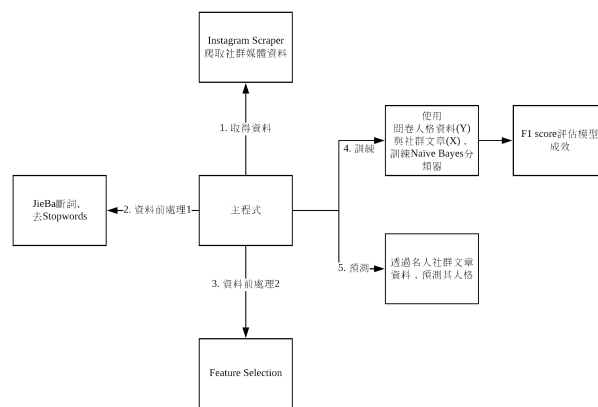 Instagram Scraper
爬取社群媒體資料
1. 取得資料
使用
問卷人格資料(Y)
與社群文章(X)，
訓練Naïve Bayes分
類器
F1 score評估模型
成效
4. 訓練
JieBa斷詞、
去Stopwords
2. 資料前處理1
主程式
5. 預測
透過名人社群文章
資料，預測其人格
3. 資料前處理2
Feature Selection